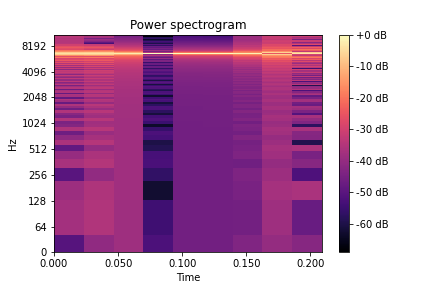 Power spectrogram
8192
4096
2048
1024
512
256
128
64
0
Hz
0.000 0.050 0.100 0.150 0.200
Time
+0 dB
-10 dB
-20 dB
-30 dB
-40 dB
-50 dB
-60 dB